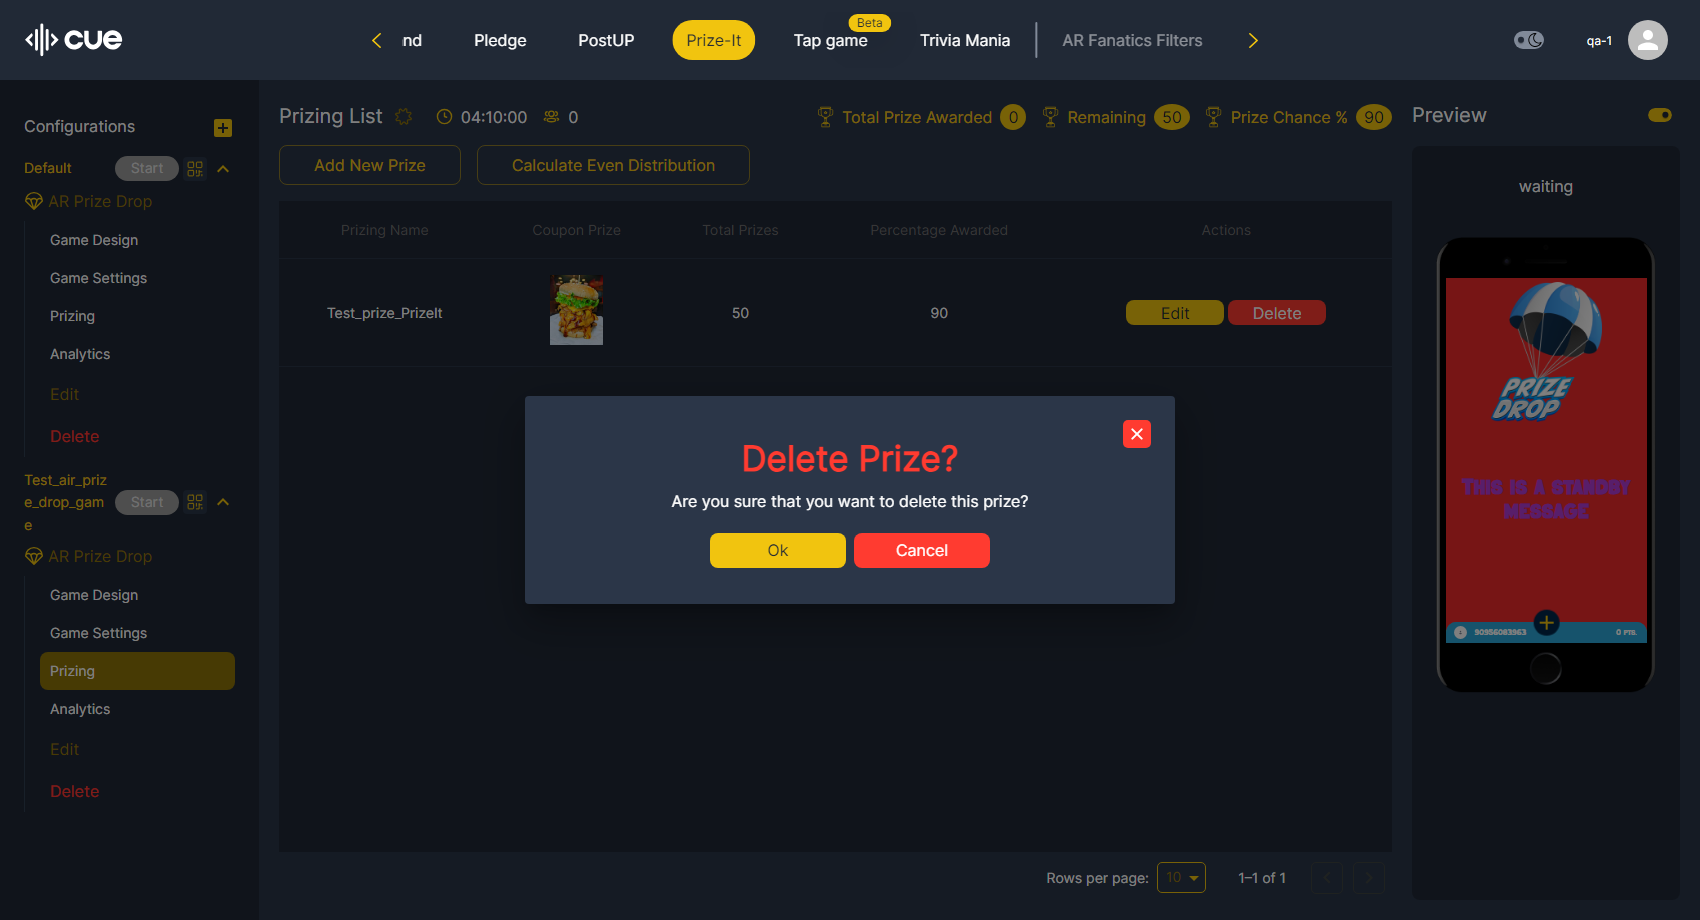 cue
nd
Pledge
PostUP
Prize-It
Beta
Tap game
Trivia Mania
AR Fanatics Filters
qa-1
Configurations
Default
Start
AR Prize Drop
Game Design
Game Settings
Prizing
Analytics
Edit
Delete
Test_air_priz
e_drop_gam
e
Start
AR Prize Drop
Game Design
Game Settings
Prizing
Analytics
Edit
Delete
Prizing List
04:10:00
0
Total Prize Awarded 0
Remaining 50
Prize Chance % 90
Add New Prize
Calculate Even Distribution
Prizing Name
Coupon Prize
Total Prizes
Percentage Awarded
Actions
Test_prize_PrizeIt
50
90
Edit
Delete
Delete Prize?
Are you sure that you want to delete this prize?
Ok
Cancel
Rows per page: 10
1–1 of 1
Preview
waiting
PRIZE
DROP
THIS IS A STANDBY
MESSAGE
90956083963
0 PTS.